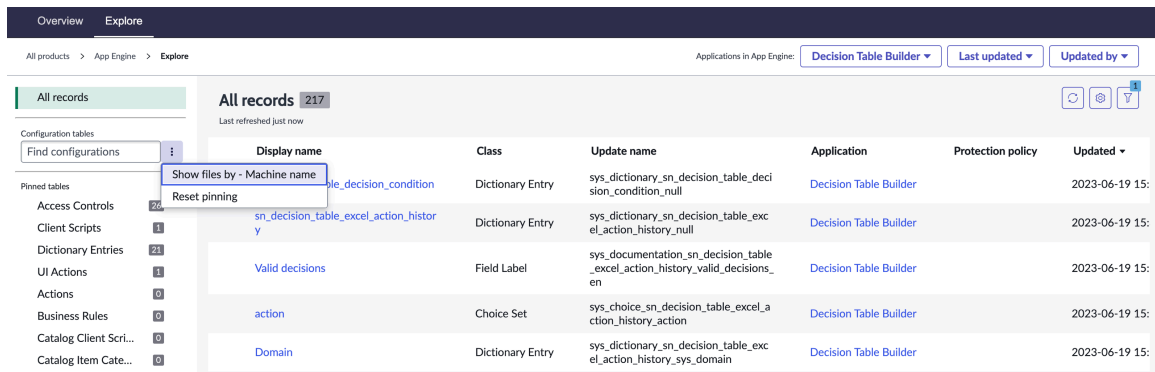 Overview Explore
All products > App Engine > Explore Applications in App Engine: Decision Table Builder Last updated Updated by
All records
All records 217
1
Last refreshed just now
Configuration tables
Find configurations
Display name Class Update name Application Protection policy Updated
Show files by - Machine name
Reset pinning
ble_decision_condition Dictionary Entry sys_dictionary_sn_decision_table_deci
sion_condition_null Decision Table Builder 2023-06-19 15:
sn_decision_table_excel_action_histor
y Dictionary Entry sys_dictionary_sn_decision_table_exc
el_action_history_null Decision Table Builder 2023-06-19 15:
Valid decisions Field Label sys_documentation_sn_decision_table
_excel_action_history_valid_decisions_
en Decision Table Builder 2023-06-19 15:
action Choice Set sys_choice_sn_decision_table_excel_a
ction_history_action Decision Table Builder 2023-06-19 15:
Domain Dictionary Entry sys_dictionary_sn_decision_table_exc
el_action_history_sys_domain Decision Table Builder 2023-06-19 15:
Pinned tables
Access Controls 26
Client Scripts 1
Dictionary Entries 21
UI Actions 1
Actions 0
Business Rules 0
Catalog Client Scri... 0
Catalog Item Cate... 0